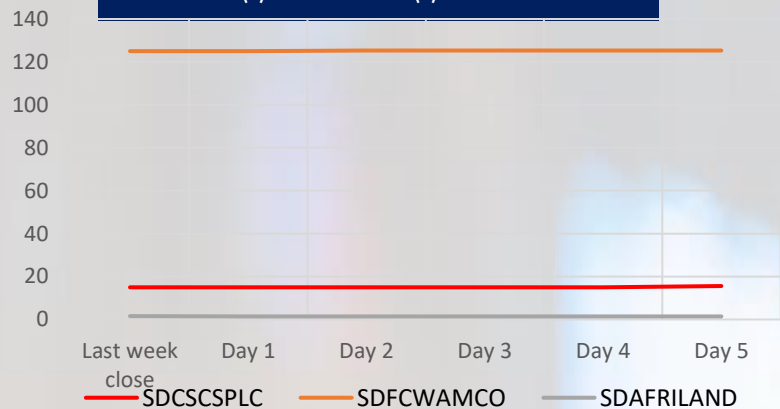 140
120
100
80
60
40
20
0
Last week close
Day 1
Day 2
Day 3
Day 4
Day 5
SDCSCSPLC
SDFCWAMCO
SDAFRILAND